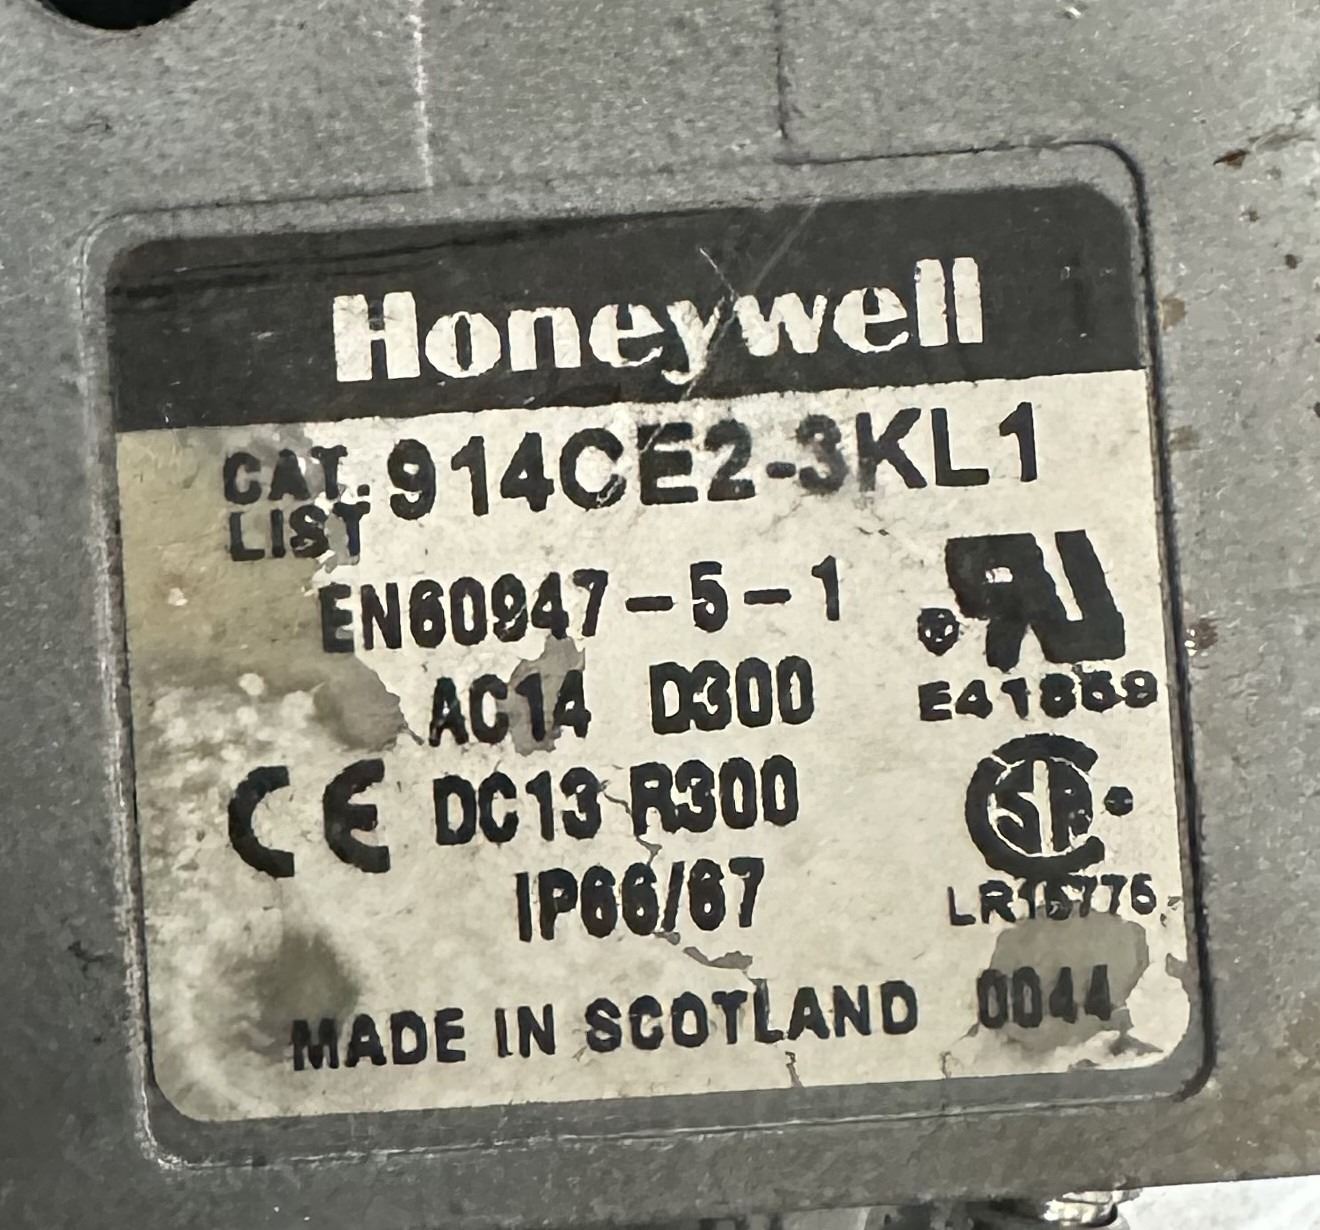 Honeywell
CAT. LIST 914CE2-3KL1
EN60947-5-1
AC14 D300
E41859
CE DC13 R300
LR15775
IP66/67
MADE IN SCOTLAND 0044